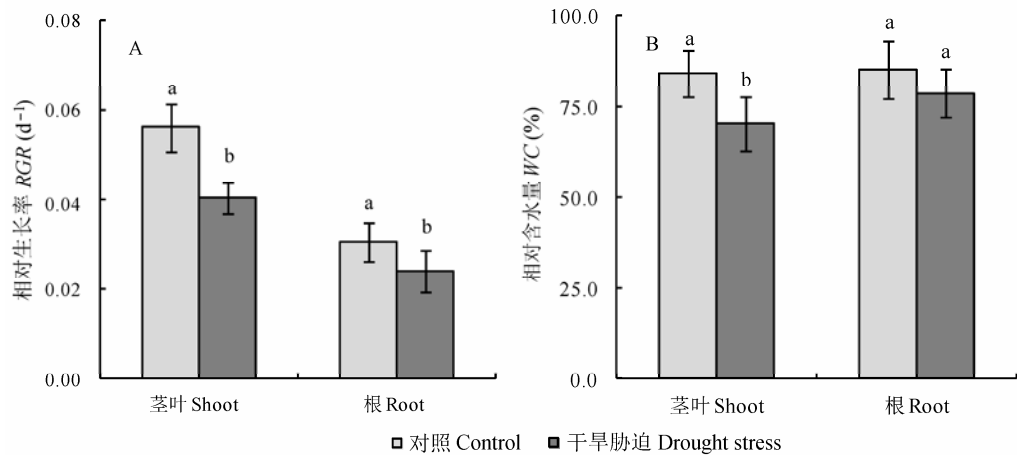 A
相对生长率 RGR (d⁻¹)
0.08
0.06
0.04
0.02
0.00
a
b
a
b
茎叶 Shoot
根 Root
B
相对含水量 WC (%)
100.0
75.0
50.0
25.0
0.0
a
b
a
a
茎叶 Shoot
根 Root
对照 Control
干旱胁迫 Drought stress